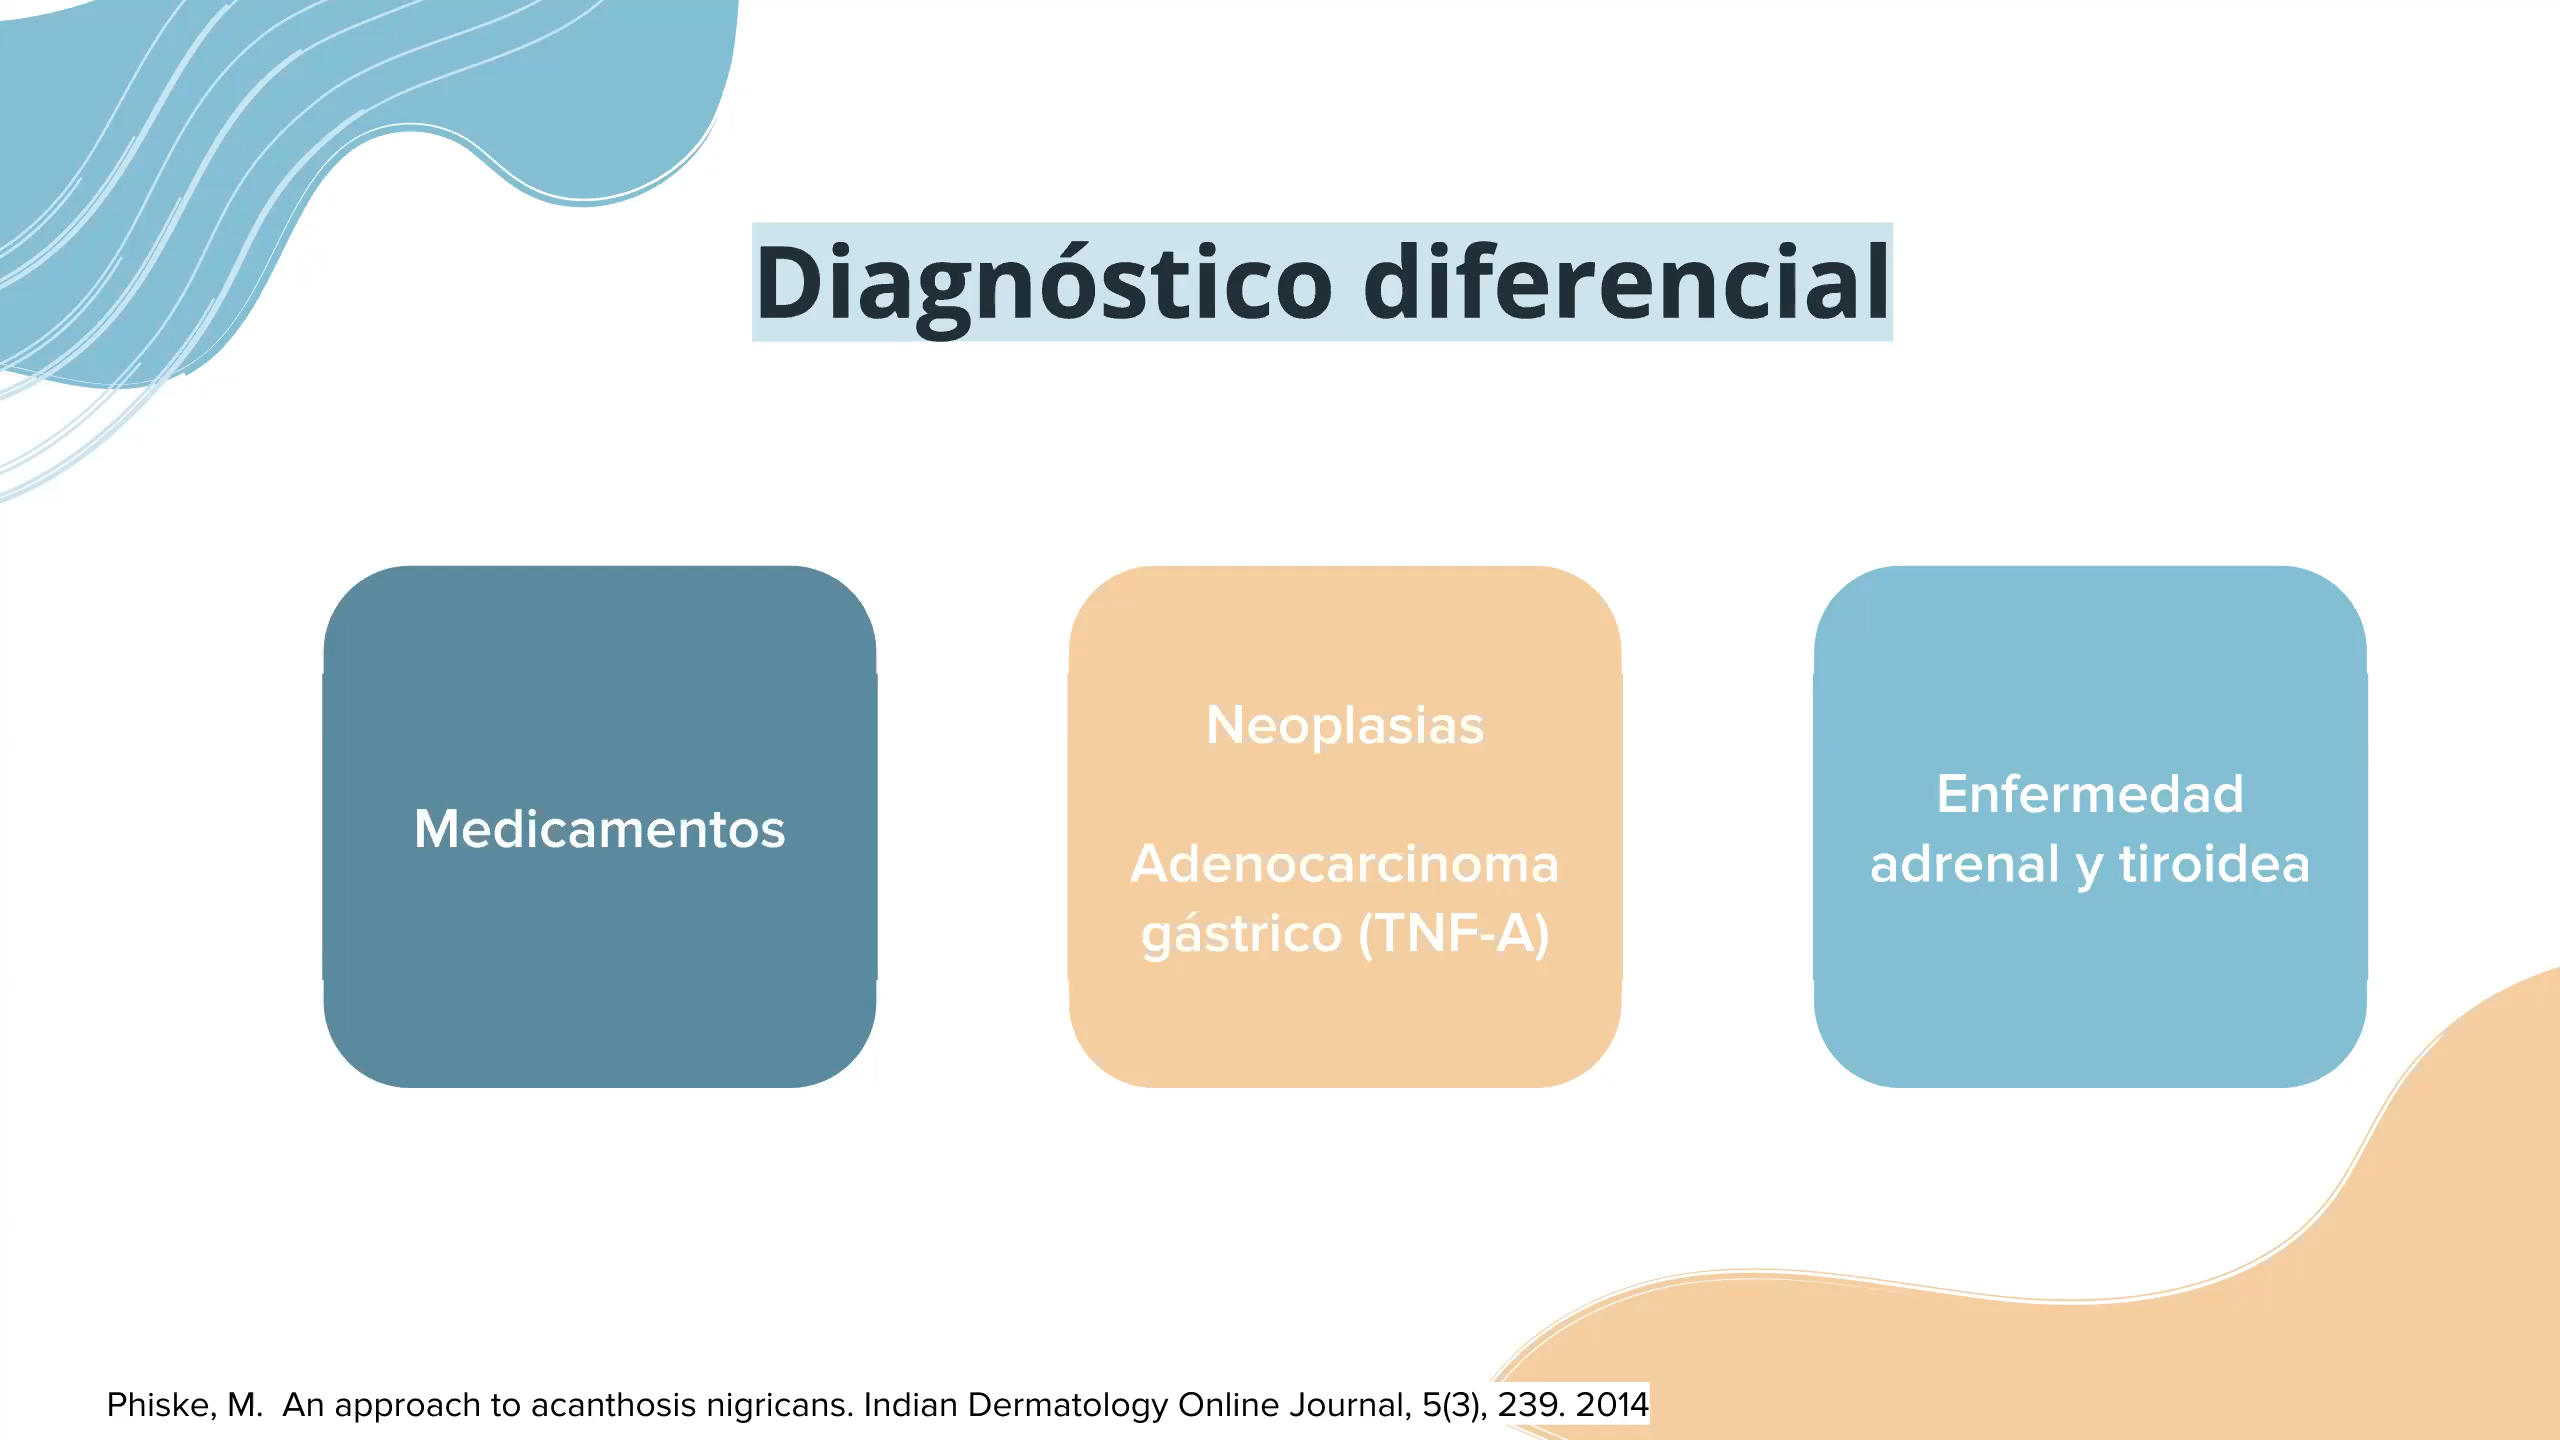 Diagnóstico diferencial
Medicamentos
Neoplasias
Adenocarcinoma
gástrico (TNF-A)
Enfermedad
adrenal y tiroidea
Phiske, M.  An approach to acanthosis nigricans. Indian Dermatology Online Journal, 5(3), 239. 2014